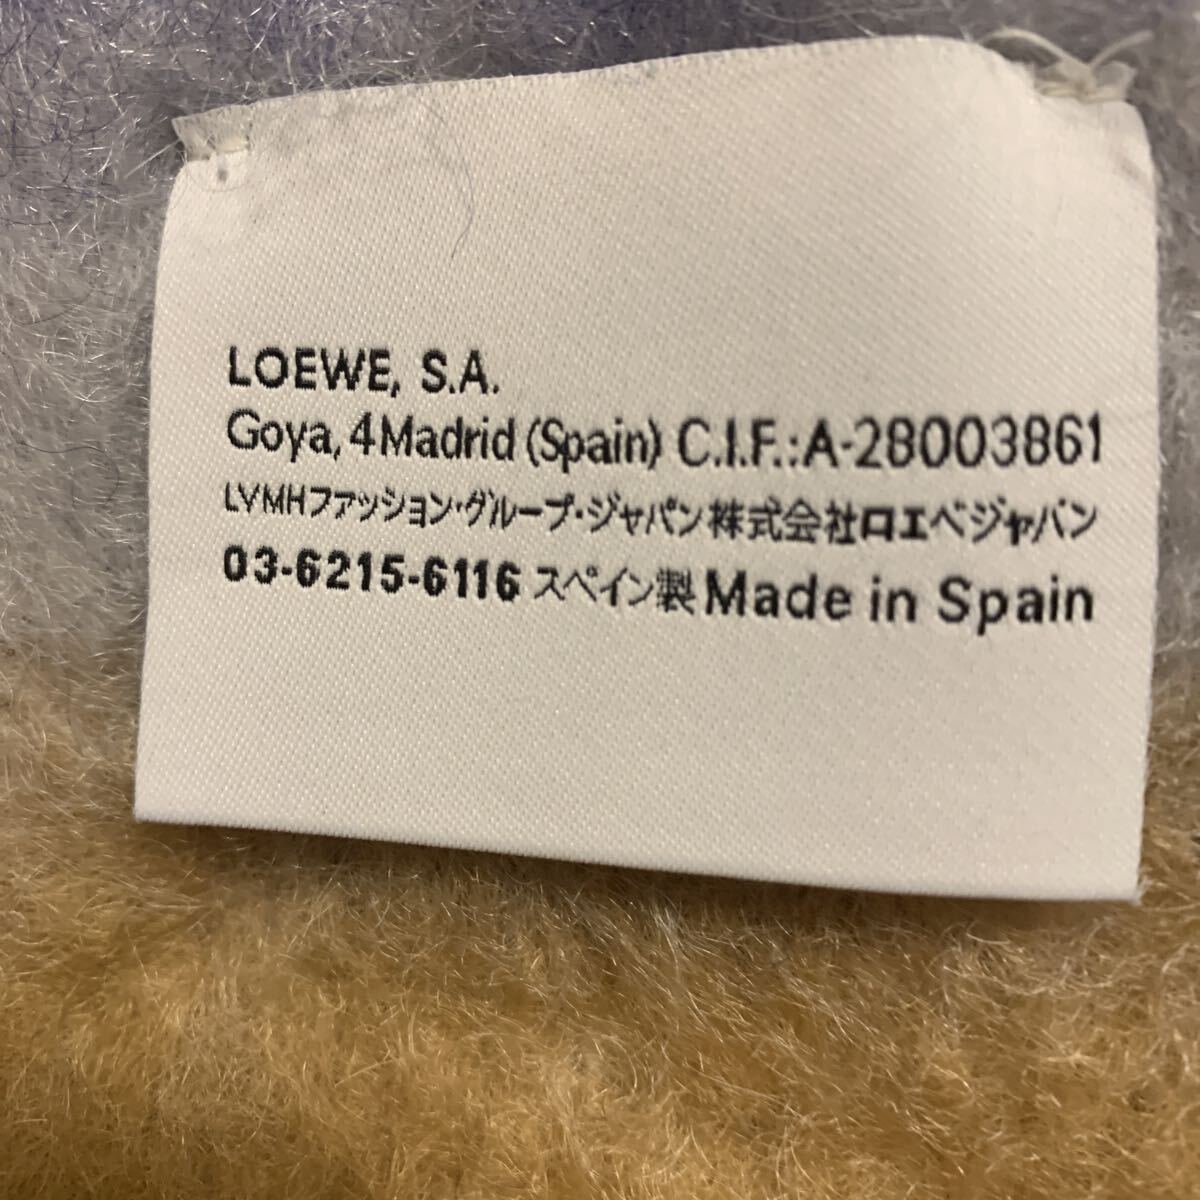 LOEWE, S.A.
Goya, 4 Madrid (Spain) C.I.F.:A-28003861
LVMHファッション・グループ・ジャパン株式会社ロエベジャパン
03-6215-6116 スペイン製 Made in Spain